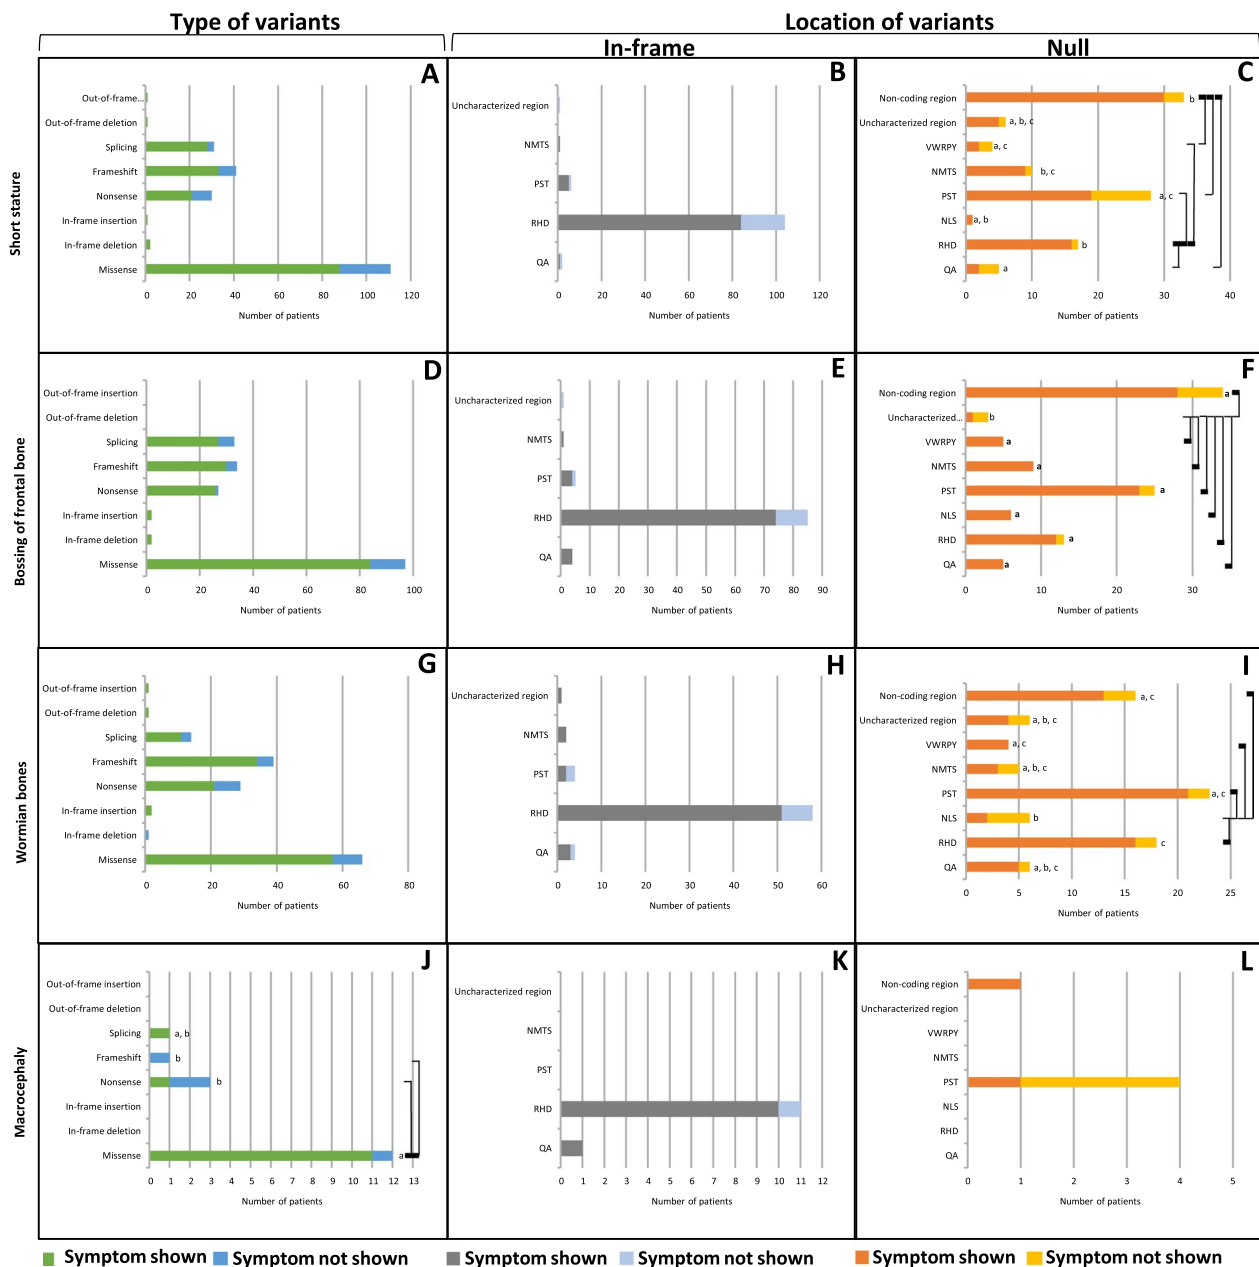 Type of variants
Location of variants
In-frame
Null
Short stature
A
Out-of-frame...
Out-of-frame deletion
Splicing
Frameshift
Nonsense
In-frame insertion
In-frame deletion
Missense
0 20 40 60 80 100 120
Number of patients
B
Uncharacterized region
NMTS
PST
RHD
QA
0 20 40 60 80 100 120
Number of patients
C
Non-coding region b
Uncharacterized region a, b, c
VWRPY a, c
NMTS b, c
PST a, c
NLS a, b
RHD b
QA a
0 10 20 30 40
Number of patients
Bossing of frontal bone
D
Out-of-frame insertion
Out-of-frame deletion
Splicing
Frameshift
Nonsense
In-frame insertion
In-frame deletion
Missense
0 20 40 60 80 100
Number of patients
E
Uncharacterized region
NMTS
PST
RHD
QA
0 10 20 30 40 50 60 70 80 90
Number of patients
F
Non-coding region a
Uncharacterized... b
VWRPY a
NMTS a
PST a
NLS a
RHD a
QA a
0 10 20 30
Number of patients
Wormian bones
G
Out-of-frame insertion
Out-of-frame deletion
Splicing
Frameshift
Nonsense
In-frame insertion
In-frame deletion
Missense
0 20 40 60 80
Number of patients
H
Uncharacterized region
NMTS
PST
RHD
QA
0 10 20 30 40 50 60
Number of patients
I
Non-coding region a, c
Uncharacterized region a, b, c
VWRPY a, c
NMTS a, b, c
PST a, c
NLS b
RHD c
QA a, b, c
0 5 10 15 20 25
Number of patients
Macrocephaly
J
Out-of-frame insertion
Out-of-frame deletion
Splicing a, b
Frameshift b
Nonsense b
In-frame insertion
In-frame deletion
Missense a
0 1 2 3 4 5 6 7 8 9 10 11 12 13
Number of patients
K
Uncharacterized region
NMTS
PST
RHD
QA
0 1 2 3 4 5 6 7 8 9 10 11 12
Number of patients
L
Non-coding region
Uncharacterized region
VWRPY
NMTS
PST
NLS
RHD
QA
0 1 2 3 4 5
Number of patients
Symptom shown Symptom not shown Symptom shown Symptom not shown Symptom shown Symptom not shown